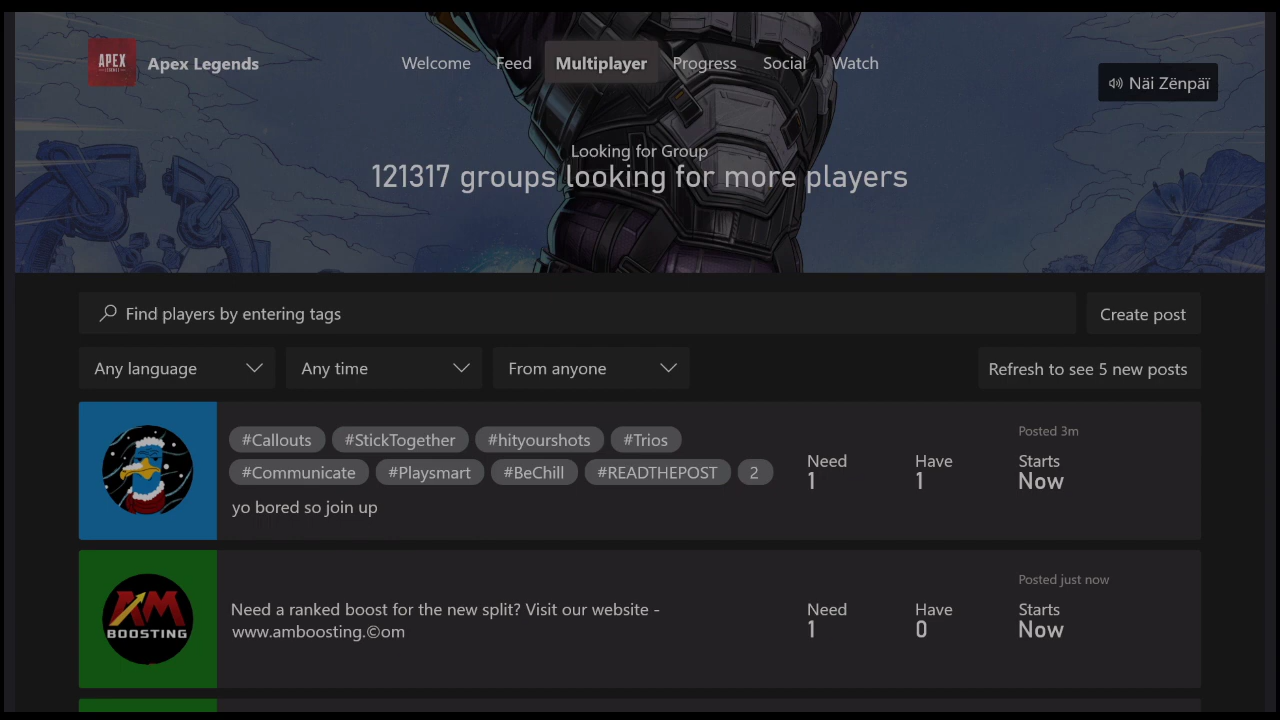 APEX
LEGENDS
Apex Legends
Welcome
Feed
Multiplayer
Progress
Social
Watch
Näi Zënpäï
Looking for Group
121317 groups looking for more players
Find players by entering tags
Create post
Any language
Any time
From anyone
Refresh to see 5 new posts
#Callouts #StickTogether #hityourshots #Trios
#Communicate #Playsmart #BeChill #READTHEPOST 2
yo bored so join up
Need
1
Have
1
Posted 3m
Starts
Now
AM
BOOSTING
Need a ranked boost for the new split? Visit our website -
www.amboosting.©om
Need
1
Have
0
Posted just now
Starts
Now